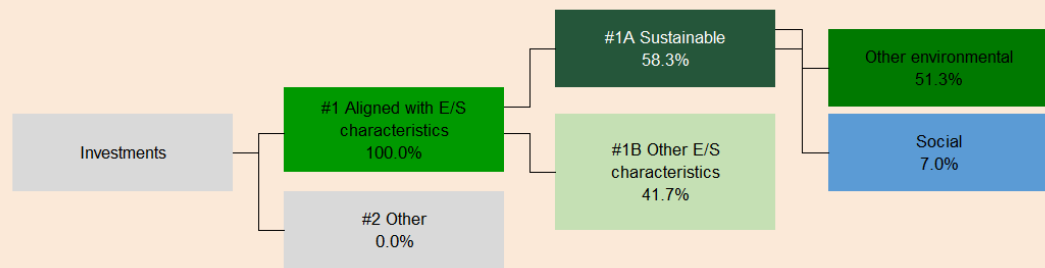 Investments
#1 Aligned with E/S
characteristics
100.0%
#2 Other
0.0%
#1A Sustainable
58.3%
#1B Other E/S
characteristics
41.7%
Other environmental
51.3%
Social
7.0%